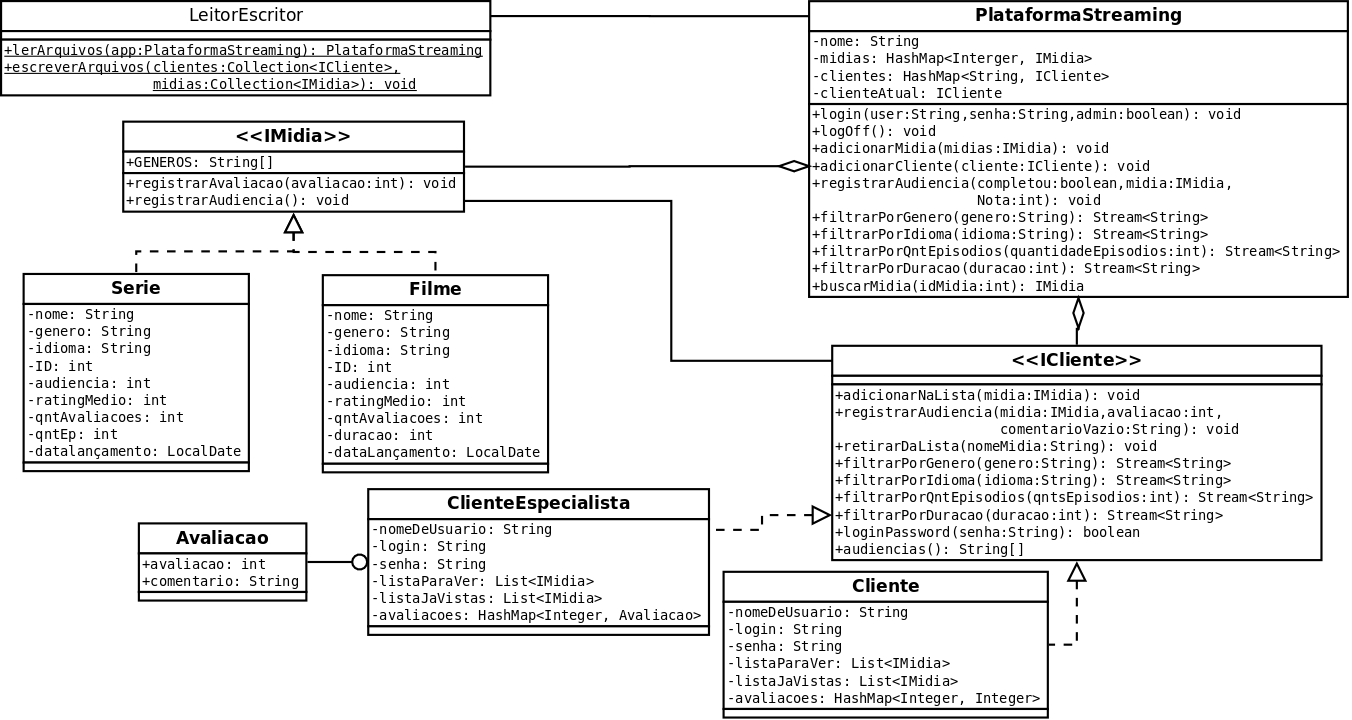 LeitorEscritor
+lerArquivos(app:PlataformaStreaming): PlataformaStreaming
+escreverArquivos(clientes:Collection<ICliente>,
midias:Collection<IMidia>): void
PlataformaStreaming
-nome: String
-midias: HashMap<Interger, IMidia>
-clientes: HashMap<String, ICliente>
-clienteAtual: ICliente
+login(user:String,senha:String,admin:boolean): void
+logOff(): void
+adicionarMidia(midias:IMidia): void
+adicionarCliente(cliente:ICliente): void
+registrarAudiencia(completou:boolean,midia:IMidia,
Nota:int): void
+filtrarPorGenero(genero:String): Stream<String>
+filtrarPorIdioma(idioma:String): Stream<String>
+filtrarPorQntEpisodios(quantidadeEpisodios:int): Stream<String>
+filtrarPorDuracao(duracao:int): Stream<String>
+buscarMidia(idMidia:int): IMidia
<<IMidia>>
+GENEROS: String[]
+registrarAvaliacao(avaliacao:int): void
+registrarAudiencia(): void
Serie
-nome: String
-genero: String
-idioma: String
-ID: int
-audiencia: int
-ratingMedio: int
-qntAvaliacoes: int
-qntEp: int
-datalançamento: LocalDate
Filme
-nome: String
-genero: String
-idioma: String
-ID: int
-audiencia: int
-ratingMedio: int
-qntAvaliacoes: int
-duracao: int
-dataLançamento: LocalDate
<<ICliente>>
+adicionarNaLista(midia:IMidia): void
+registrarAudiencia(midia:IMidia,avaliacao:int,
comentarioVazio:String): void
+retirarDaLista(nomeMidia:String): void
+filtrarPorGenero(genero:String): Stream<String>
+filtrarPorIdioma(idioma:String): Stream<String>
+filtrarPorQntEpisodios(qntsEpisodios:int): Stream<String>
+filtrarPorDuracao(duracao:int): Stream<String>
+loginPassword(senha:String): boolean
+audiencias(): String[]
ClienteEspecialista
-nomeDeUsuario: String
-login: String
-senha: String
-listaParaVer: List<IMidia>
-listaJaVistas: List<IMidia>
-avaliacoes: HashMap<Integer, Avaliacao>
Avaliacao
+avaliacao: int
+comentario: String
Cliente
-nomeDeUsuario: String
-login: String
-senha: String
-listaParaVer: List<IMidia>
-listaJaVistas: List<IMidia>
-avaliacoes: HashMap<Integer, Integer>